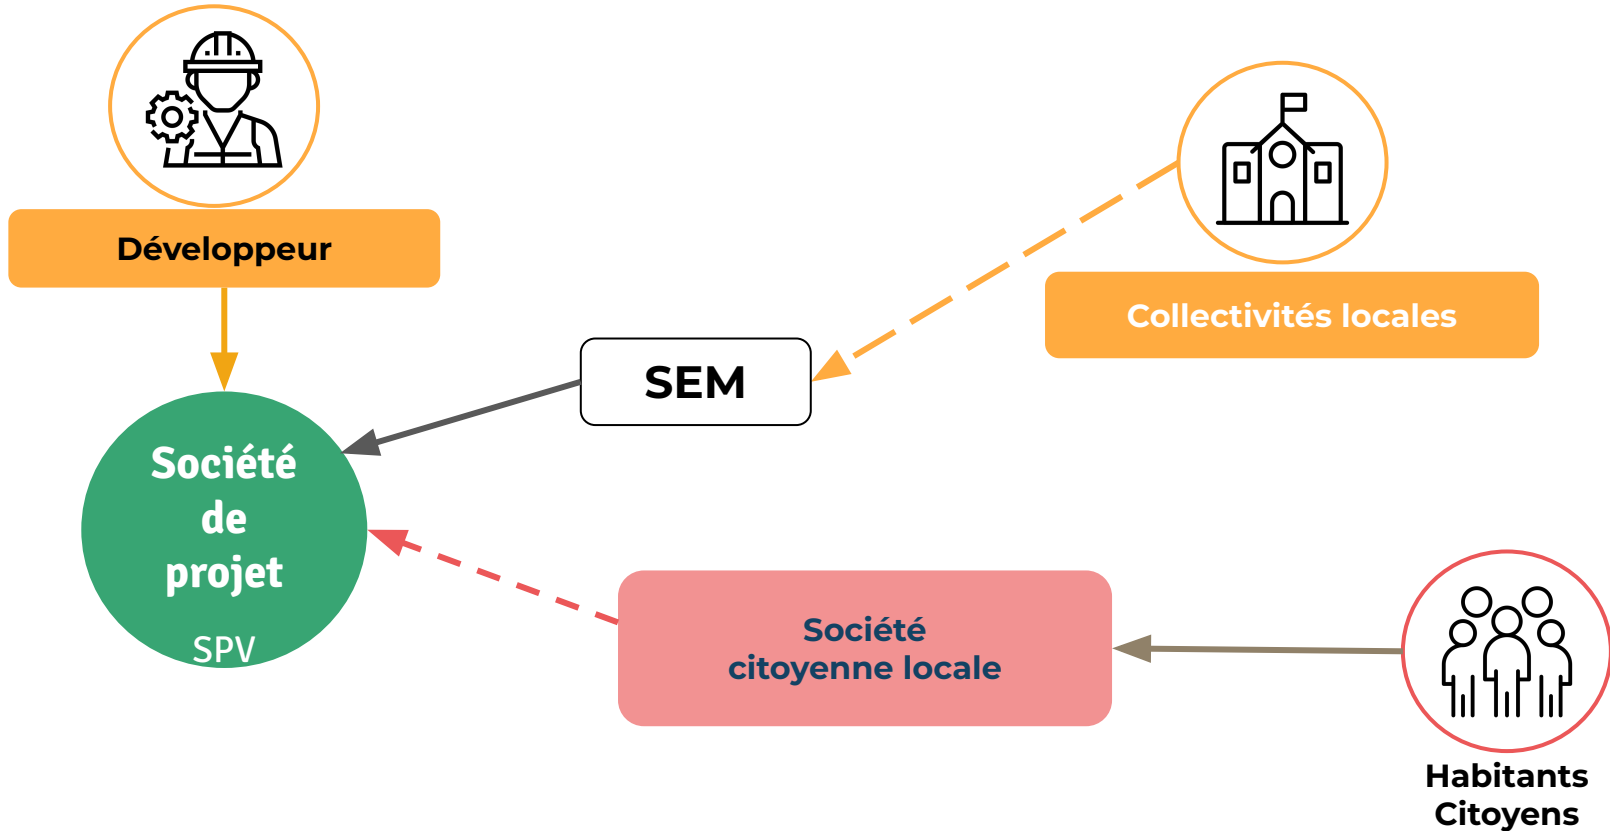 Développeur
Collectivités locales
SEM
Société
de
projet
SPV
Société
citoyenne locale
Habitants
Citoyens